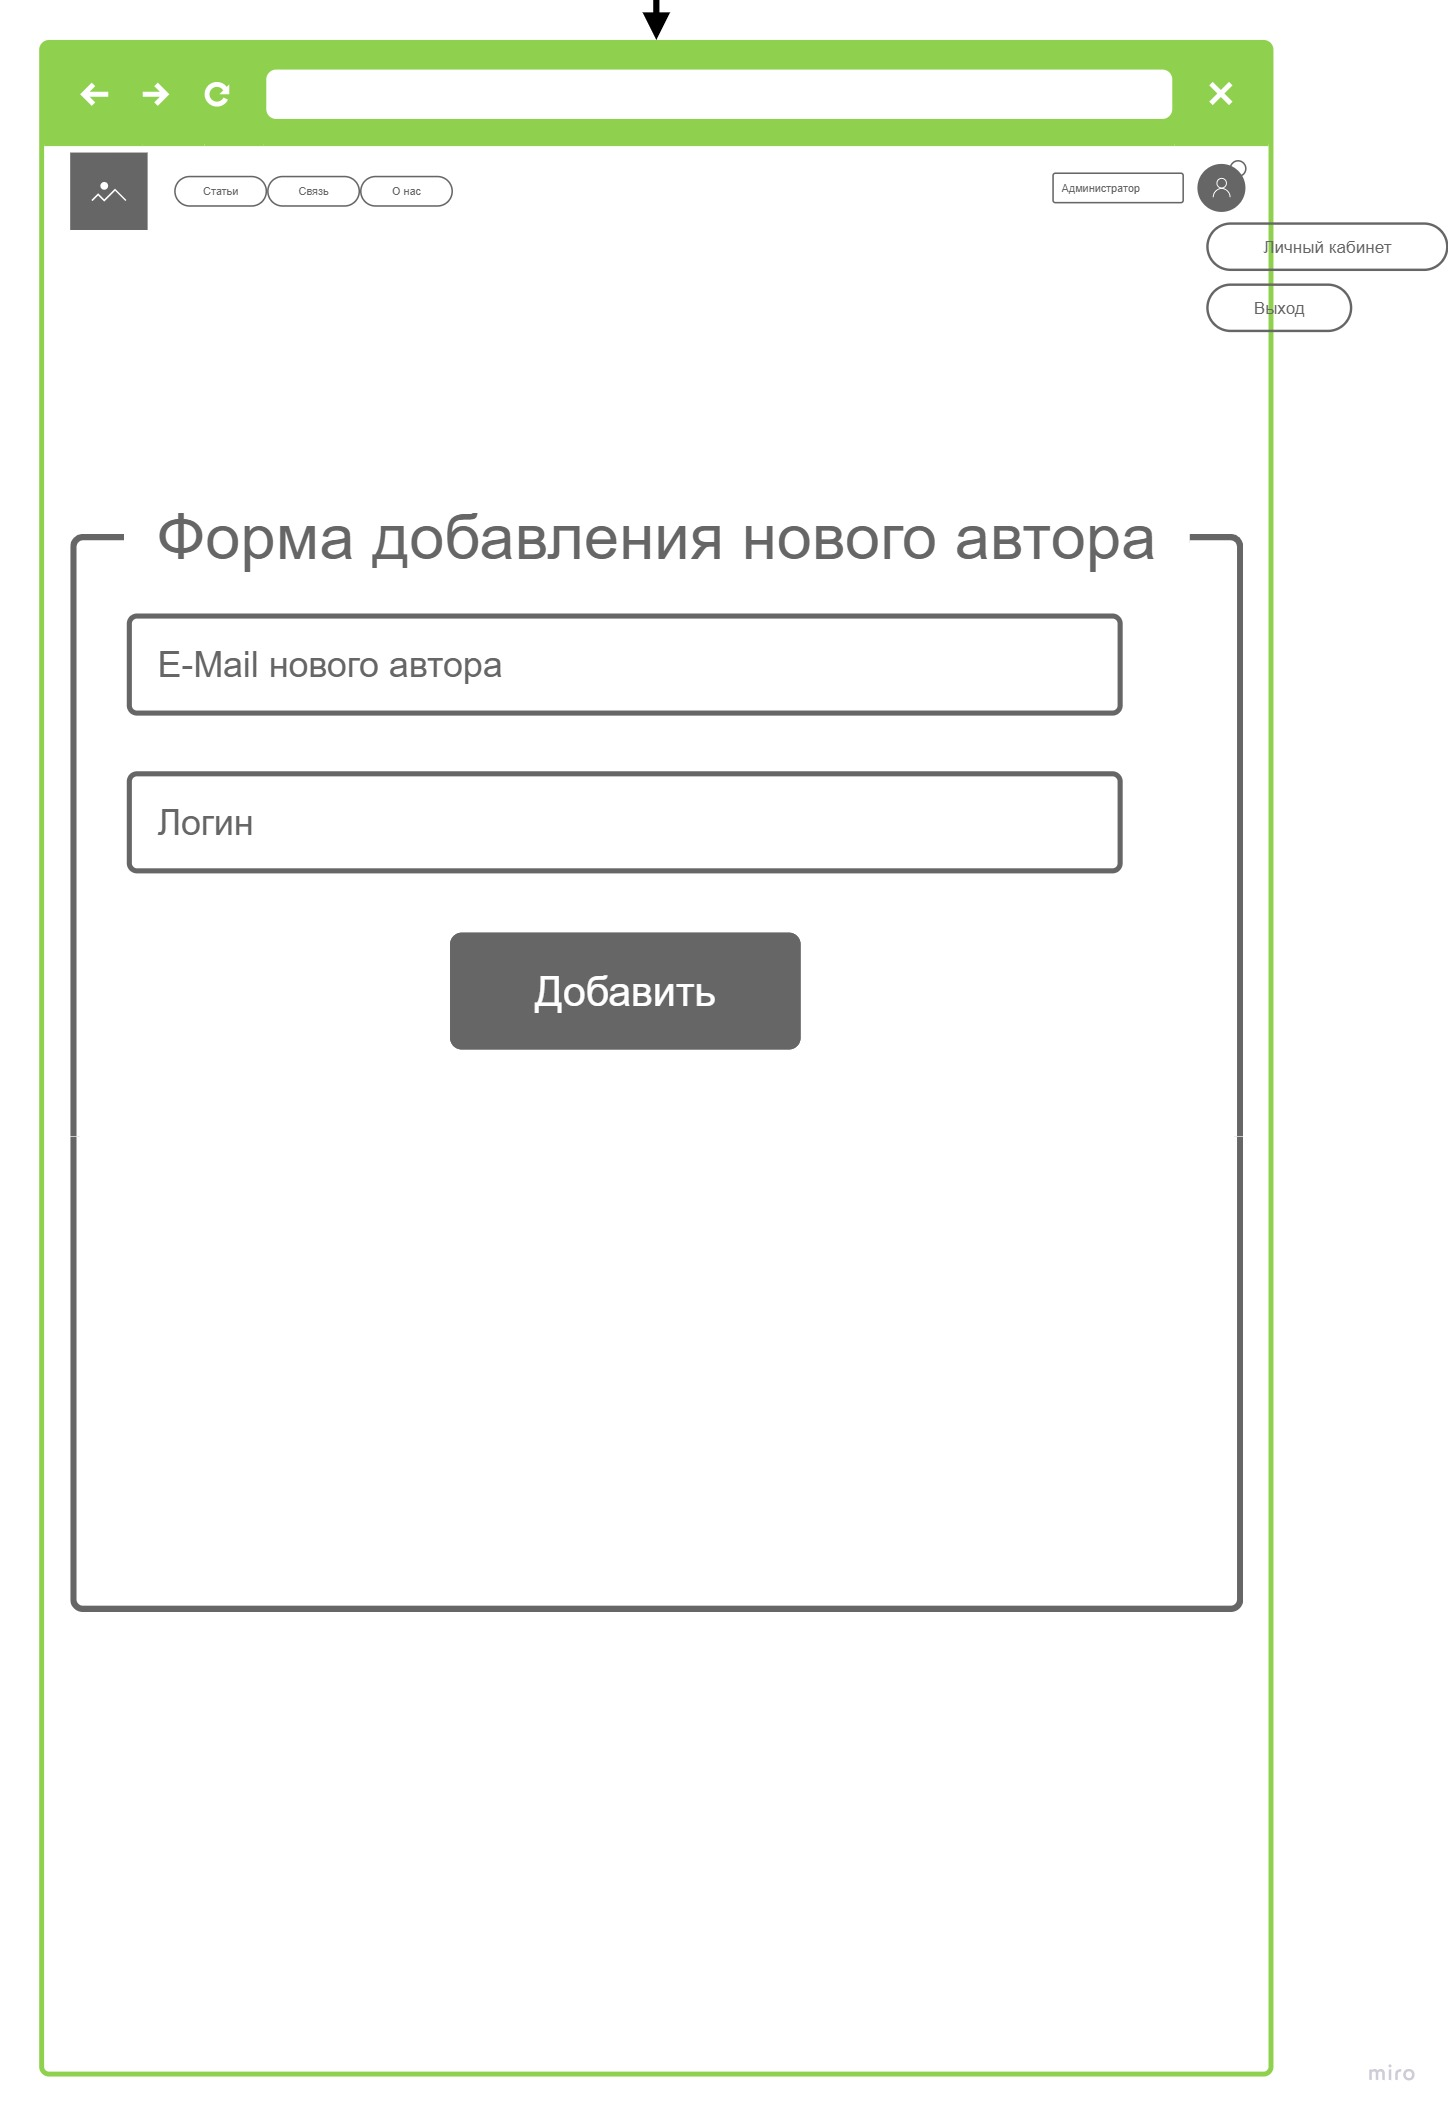 Статьи
Связь
О нас
Администратор
Личный кабинет
Выход
Форма добавления нового автора
E-Mail нового автора
Логин
Добавить
miro